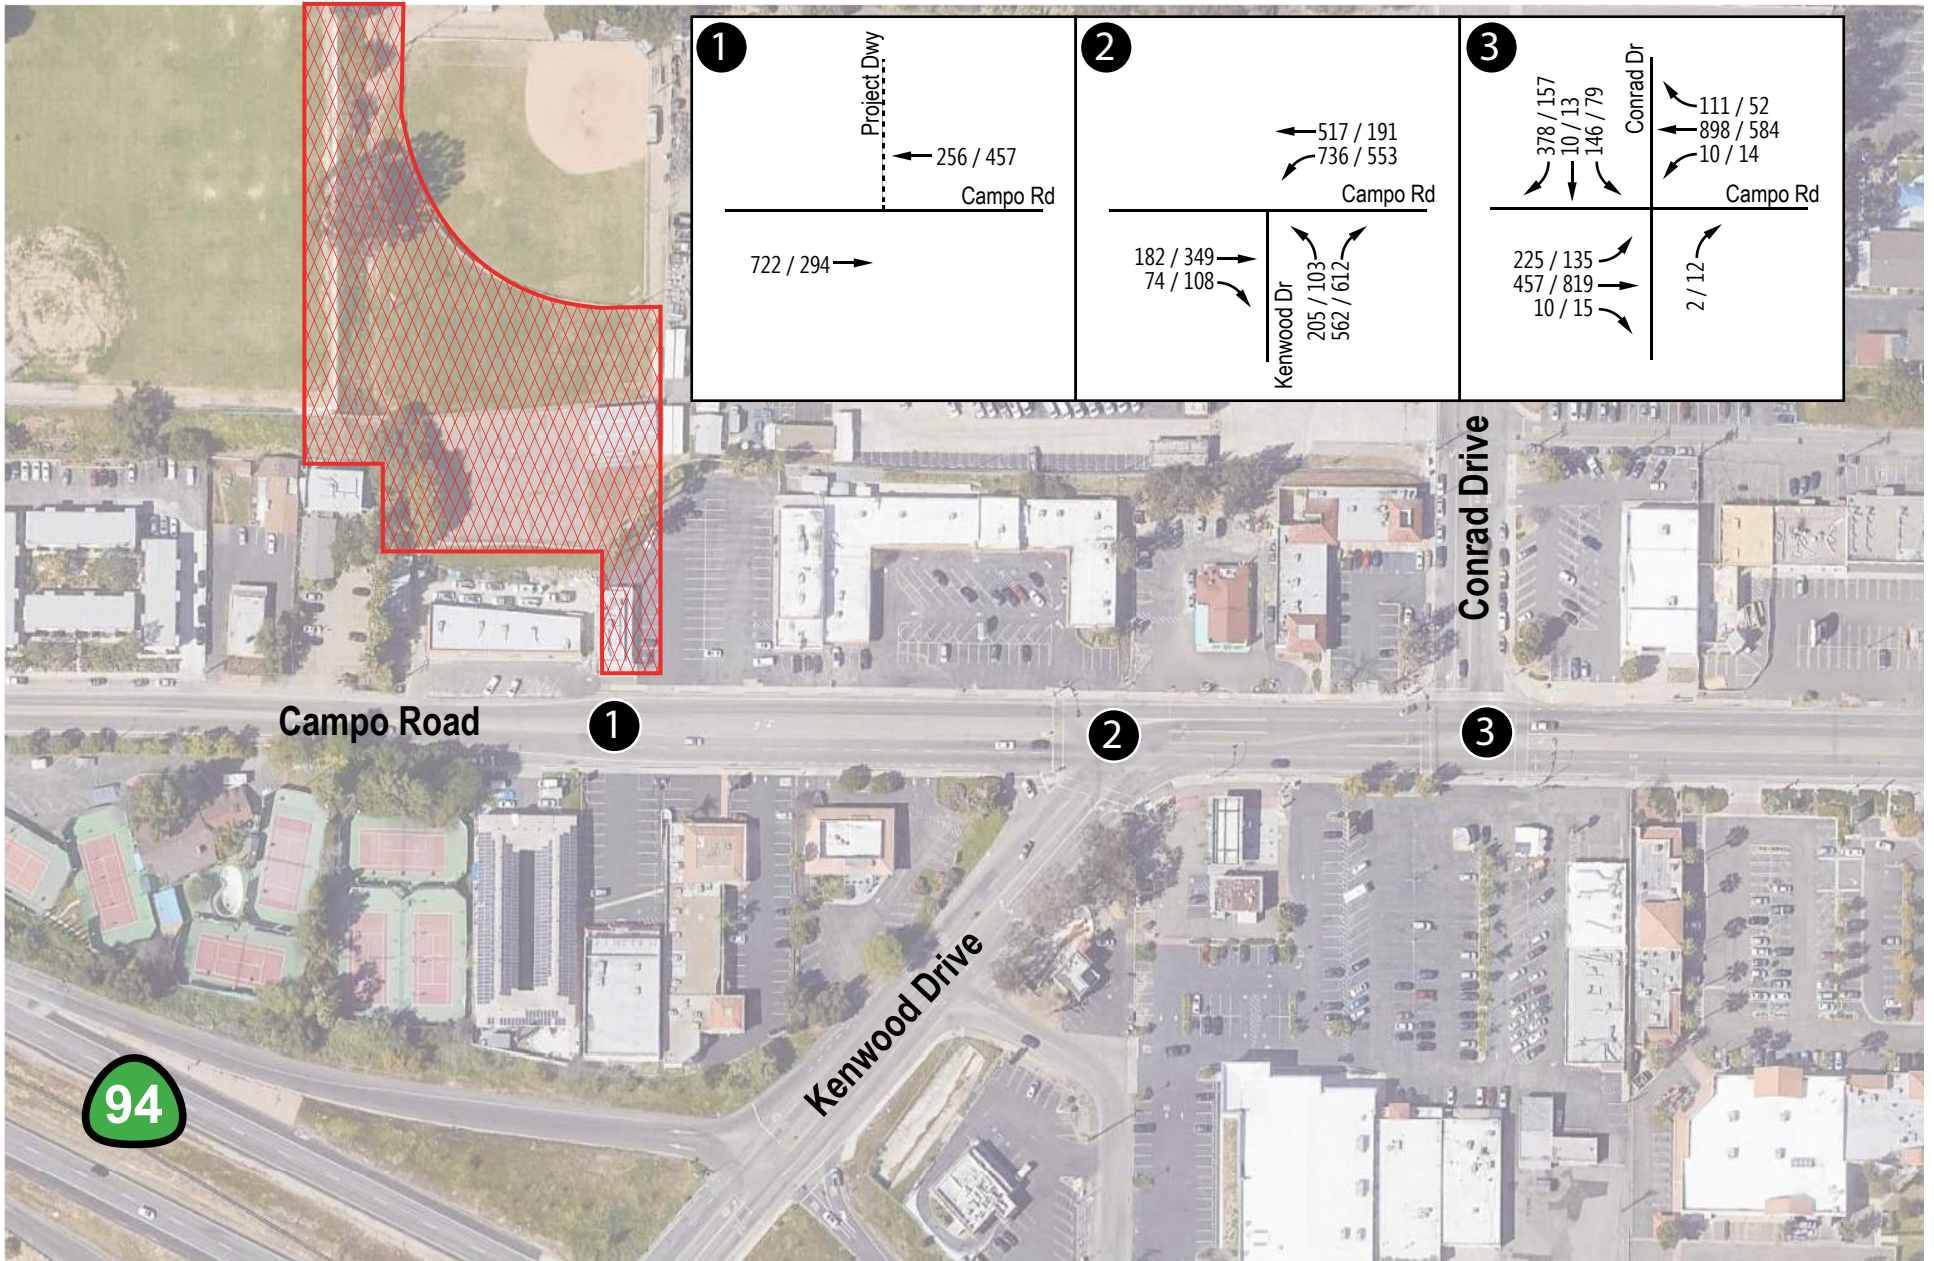 1
Project Dwy
256 / 457
Campo Rd
722 / 294
2
517 / 191
736 / 553
Campo Rd
182 / 349
74 / 108
Kenwood Dr
205 / 103
562 / 612
3
378 / 157
10 / 13
146 / 79
Conrad Dr
111 / 52
898 / 584
10 / 14
Campo Rd
225 / 135
457 / 819
10 / 15
2 / 12
Conrad Drive
Campo Road
1
2
3
Kenwood Drive
94